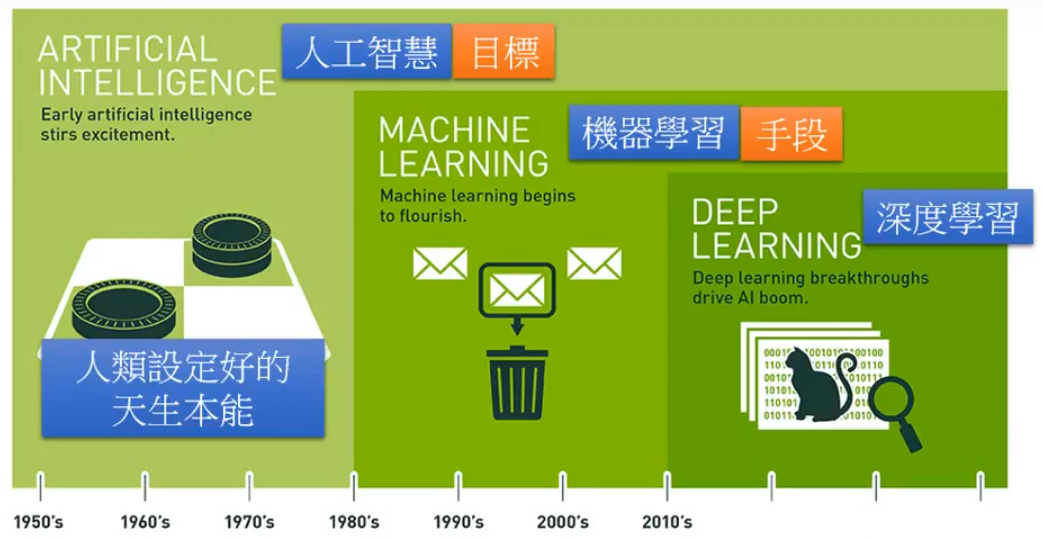 ARTIFICIAL
INTELLIGENCE
人工智慧
目標
Early artificial intelligence
stirs excitement.
人類設定好的
天生本能
MACHINE
LEARNING
機器學習
手段
Machine learning begins
to flourish.
DEEP
LEARNING
深度學習
Deep learning breakthroughs
drive AI boom.
1950's
1960's
1970's
1980's
1990's
2000's
2010's